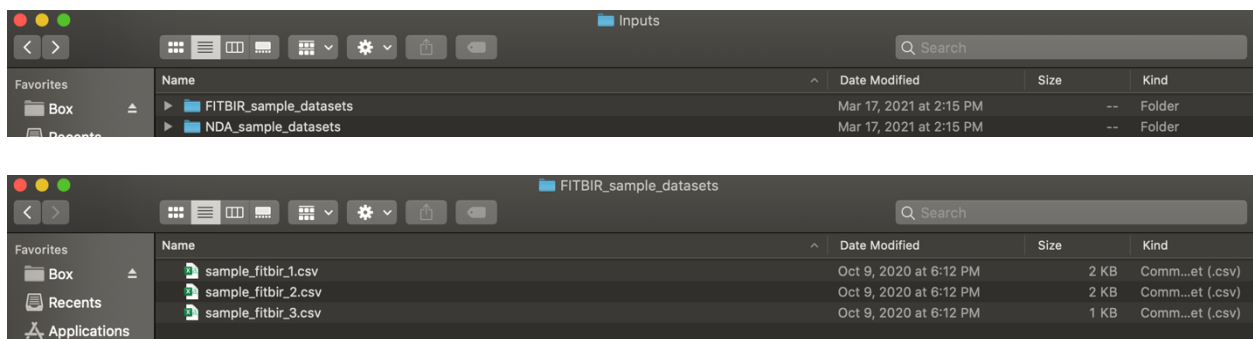 Inputs
Search
Favorites
Name Date Modified Size Kind
Box
FITBIR_sample_datasets Mar 17, 2021 at 2:15 PM -- Folder
Recents
NDA_sample_datasets Mar 17, 2021 at 2:15 PM -- Folder
FITBIR_sample_datasets
Search
Favorites
Name Date Modified Size Kind
Box
sample_fitbir_1.csv Oct 9, 2020 at 6:12 PM 2 KB Comm...et (.csv)
Recents
sample_fitbir_2.csv Oct 9, 2020 at 6:12 PM 2 KB Comm...et (.csv)
sample_fitbir_3.csv Oct 9, 2020 at 6:12 PM 1 KB Comm...et (.csv)
Applications